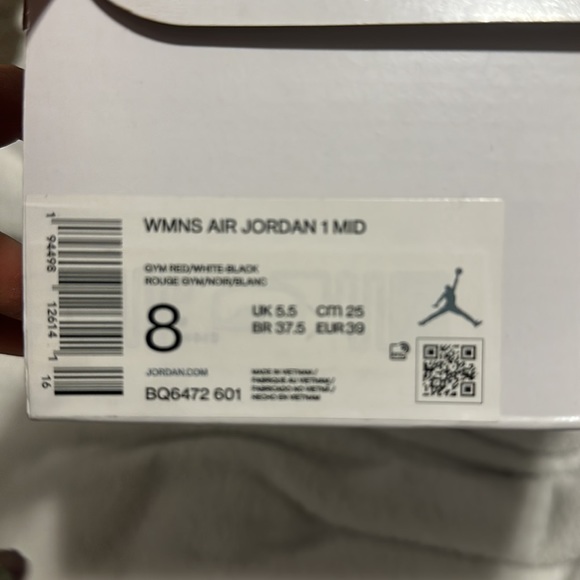 WMNS AIR JORDAN 1 MID
GYM RED/WHITE-BLACK
ROUGE GYM/NOIR/BLANC
8
UK 5.5 cm 25
BR 37.5 EUR 39
JORDAN.COM
BQ6472 601
MADE IN VIETNAM /
FABRIQUE AU VIETNAM /
FABRICADO NO VIETNÃ /
HECHO EN VIETNAM
1 94498 12614 1
16